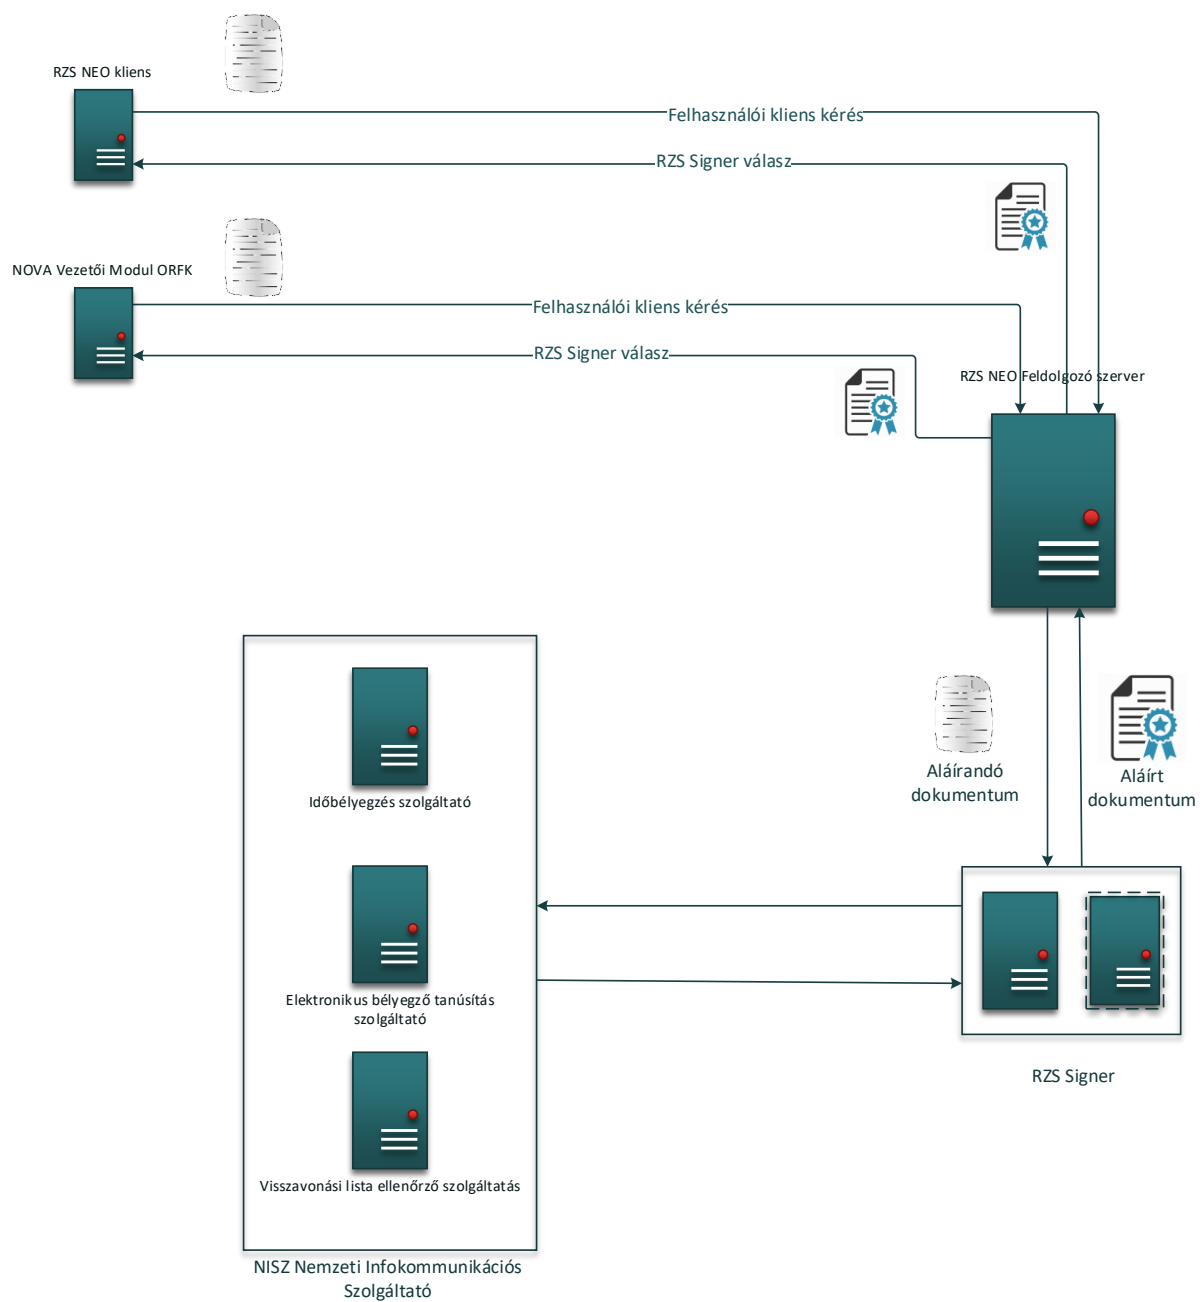 RZS NEO kliens
Felhasználói kliens kérés
RZS Signer válasz
NOVA Vezetői Modul ORFK
Felhasználói kliens kérés
RZS Signer válasz
RZS NEO Feldolgozó szerver
Aláírandó
dokumentum
Aláírt
dokumentum
Időbélyegzés szolgáltató
Elektronikus bélyegző tanúsítás
szolgáltató
RZS Signer
Visszavonási lista ellenőrző szolgáltatás
NISZ Nemzeti Infokommunikációs
Szolgáltató